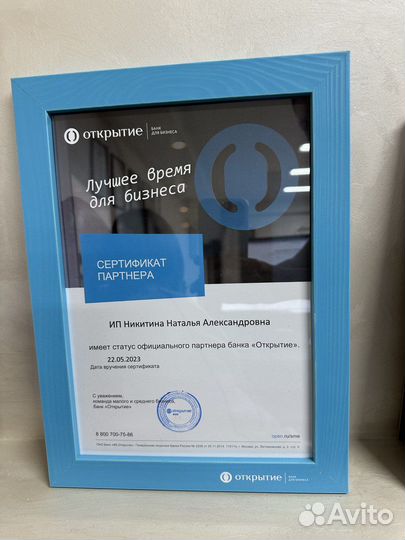 открытие БАНК ДЛЯ БИЗНЕСА
Лучшее время
для бизнеса
СЕРТИФИКАТ
ПАРТНЕРА
ИП Никитина Наталья Александровна
имеет статус официального партнера банка «Открытие».
22.05.2023
Дата вручения сертификата
С уважением,
команда малого и среднего бизнеса,
банк «Открытие»
8 800 700-75-86
open.ru/sme
открытие БАНК ДЛЯ БИЗНЕСА
Avito